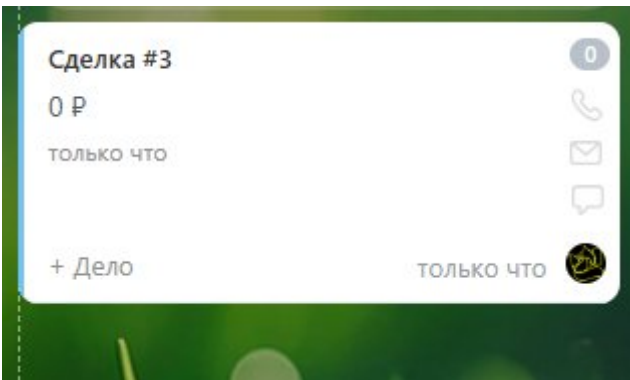 Сделка #3
0
0 ₽
только что
+ Дело
только что